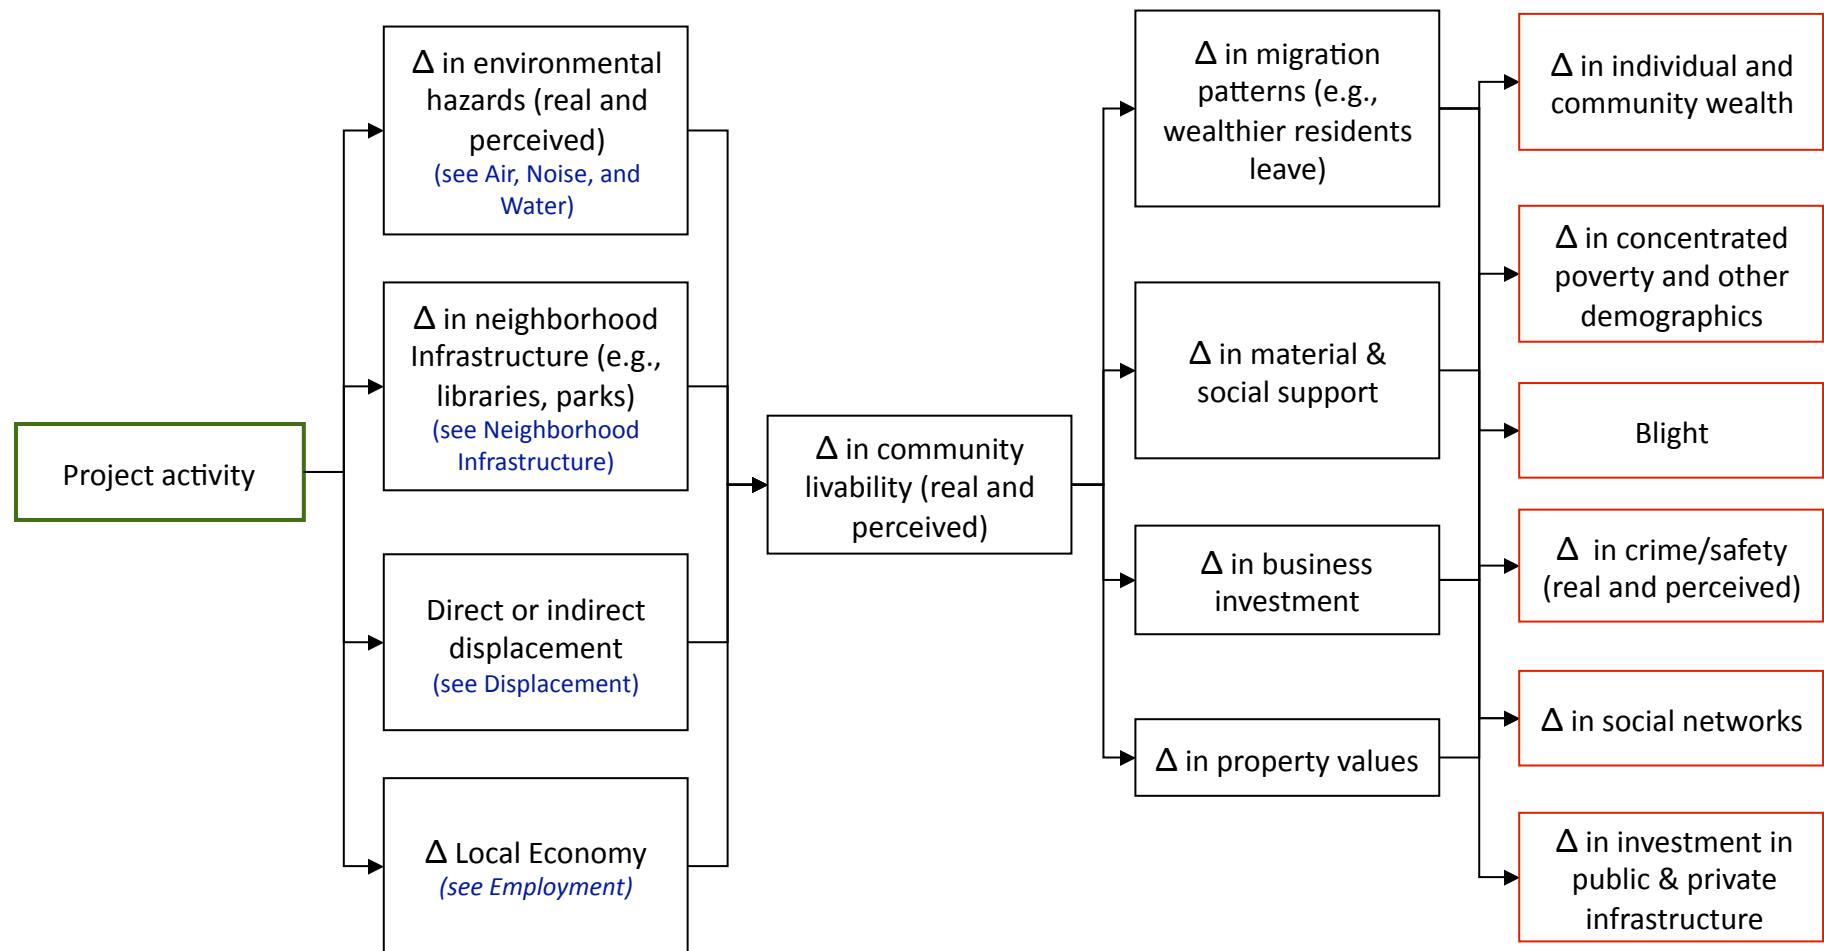 Project activity
Δ in environmental
hazards (real and
perceived)
(see Air, Noise, and
Water)
Δ in neighborhood
Infrastructure (e.g.,
libraries, parks)
(see Neighborhood
Infrastructure)
Direct or indirect
displacement
(see Displacement)
Δ Local Economy
(see Employment)
Δ in community
livability (real and
perceived)
Δ in migration
patterns (e.g.,
wealthier residents
leave)
Δ in material &
social support
Δ in business
investment
Δ in property values
Δ in individual and
community wealth
Δ in concentrated
poverty and other
demographics
Blight
Δ in crime/safety
(real and perceived)
Δ in social networks
Δ in investment in
public & private
infrastructure